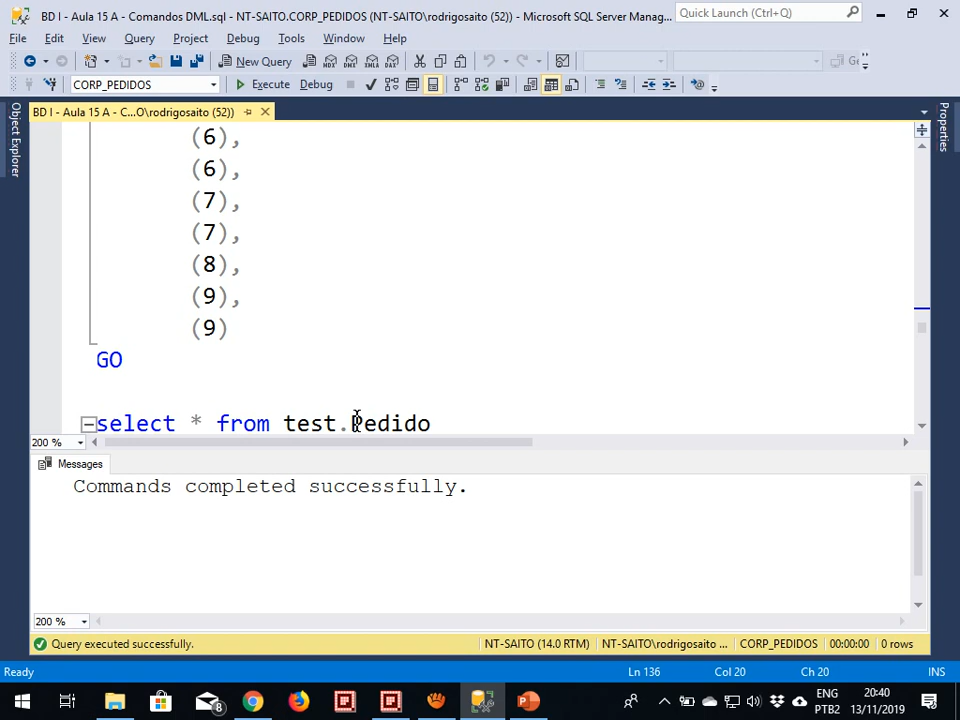 BD I - Aula 15 A - Comandos DML.sql - NT-SAITO.CORP_PEDIDOS (NT-SAITO\rodrigosaito (52)) - Microsoft SQL Server Manag...
Quick Launch (Ctrl+Q)
File Edit View Query Project Debug Tools Window Help
New Query
CORP_PEDIDOS Execute Debug
BD I - Aula 15 A - C...O\rodrigosaito (52))
Object Explorer
Properties
(6),
(6),
(7),
(7),
(8),
(9),
(9)
GO
select * from test.Pedido
200 %
Messages
Commands completed successfully.
200 %
Query executed successfully. NT-SAITO (14.0 RTM) NT-SAITO\rodrigosaito ... CORP_PEDIDOS 00:00:00 0 rows
Ready Ln 136 Col 20 Ch 20 INS
8
ENG
PTB2
20:40
13/11/2019